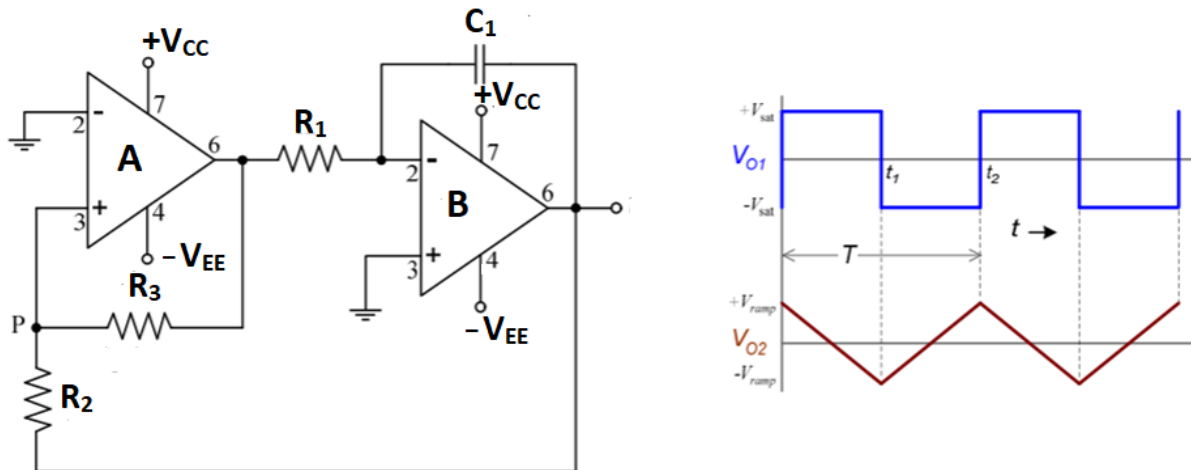 +VCC
7
2
-
A
6
+
3
4
-VEE
R3
P
R2
R1
C1
+VCC
7
2
-
B
6
+
3
4
-VEE
+Vsat
VO1
-Vsat
t1
t2
t →
T
+Vramp
VO2
-Vramp